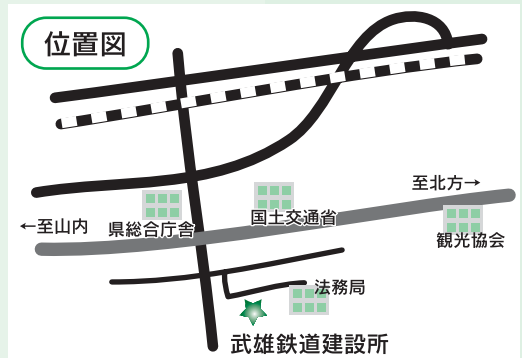 位置図
至北方→
国土交通省
←至山内
県総合庁舎
観光協会
法務局
武雄鉄道建設所